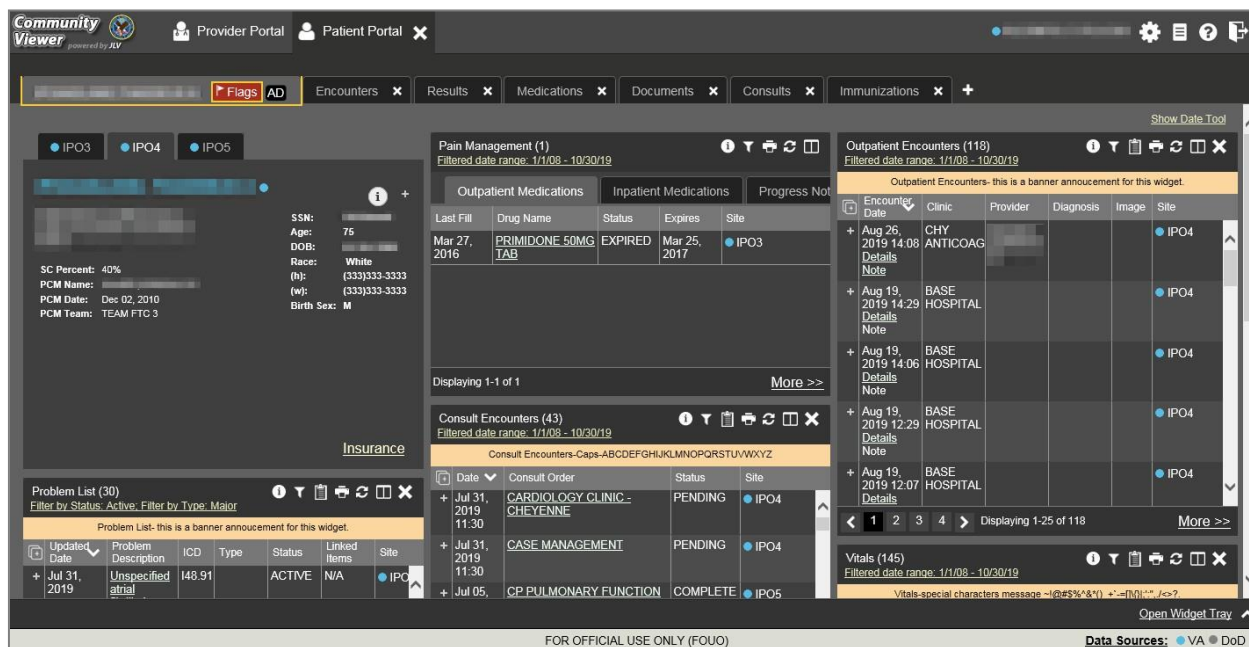 Community
Viewer powered by JLV
Provider Portal
Patient Portal
Flags AD
Encounters
Results
Medications
Documents
Consults
Immunizations
Show Date Tool
IPO3
IPO4
IPO5
SSN:
Age: 75
DOB:
Race: White
(h): (333)333-3333
(w): (333)333-3333
Birth Sex: M
SC Percent: 40%
PCM Name:
PCM Date: Dec 02, 2010
PCM Team: TEAM FTC 3
Insurance
Problem List (30)
Filter by Status: Active; Filter by Type: Major
Problem List- this is a banner annoucement for this widget.
Updated Date Problem Description ICD Type Status Linked Items Site
+ Jul 31, 2019 Unspecified atrial I48.91 ACTIVE N/A IPO
Pain Management (1)
Filtered date range: 1/1/08 - 10/30/19
Outpatient Medications Inpatient Medications Progress Not
Last Fill Drug Name Status Expires Site
Mar 27, 2016 PRIMIDONE 50MG TAB EXPIRED Mar 25, 2017 IPO3
Displaying 1-1 of 1 More >>
Consult Encounters (43)
Filtered date range: 1/1/08 - 10/30/19
Consult Encounters-Caps-ABCDEFGHIJKLMNOPQRSTUVWXYZ
Date Consult Order Status Site
+ Jul 31, 2019 11:30 CARDIOLOGY CLINIC - CHEYENNE PENDING IPO4
+ Jul 31, 2019 11:30 CASE MANAGEMENT PENDING IPO4
+ Jul 05, CP PULMONARY FUNCTION COMPLETE IPO5
Outpatient Encounters (118)
Filtered date range: 1/1/08 - 10/30/19
Outpatient Encounters- this is a banner annoucement for this widget.
Encounter Date Clinic Provider Diagnosis Image Site
+ Aug 26, 2019 14:08 Details Note CHY ANTICOAG IPO4
+ Aug 19, 2019 14:29 Details Note BASE HOSPITAL IPO4
+ Aug 19, 2019 14:06 Details Note BASE HOSPITAL IPO4
+ Aug 19, 2019 12:29 Details Note BASE HOSPITAL IPO4
+ Aug 19, 2019 12:07 Details BASE HOSPITAL IPO4
1 2 3 4 Displaying 1-25 of 118 More >>
Vitals (145)
Filtered date range: 1/1/08 - 10/30/19
Vitals-special characters message
Open Widget Tray
FOR OFFICIAL USE ONLY (FOUO)
Data Sources: VA DoD